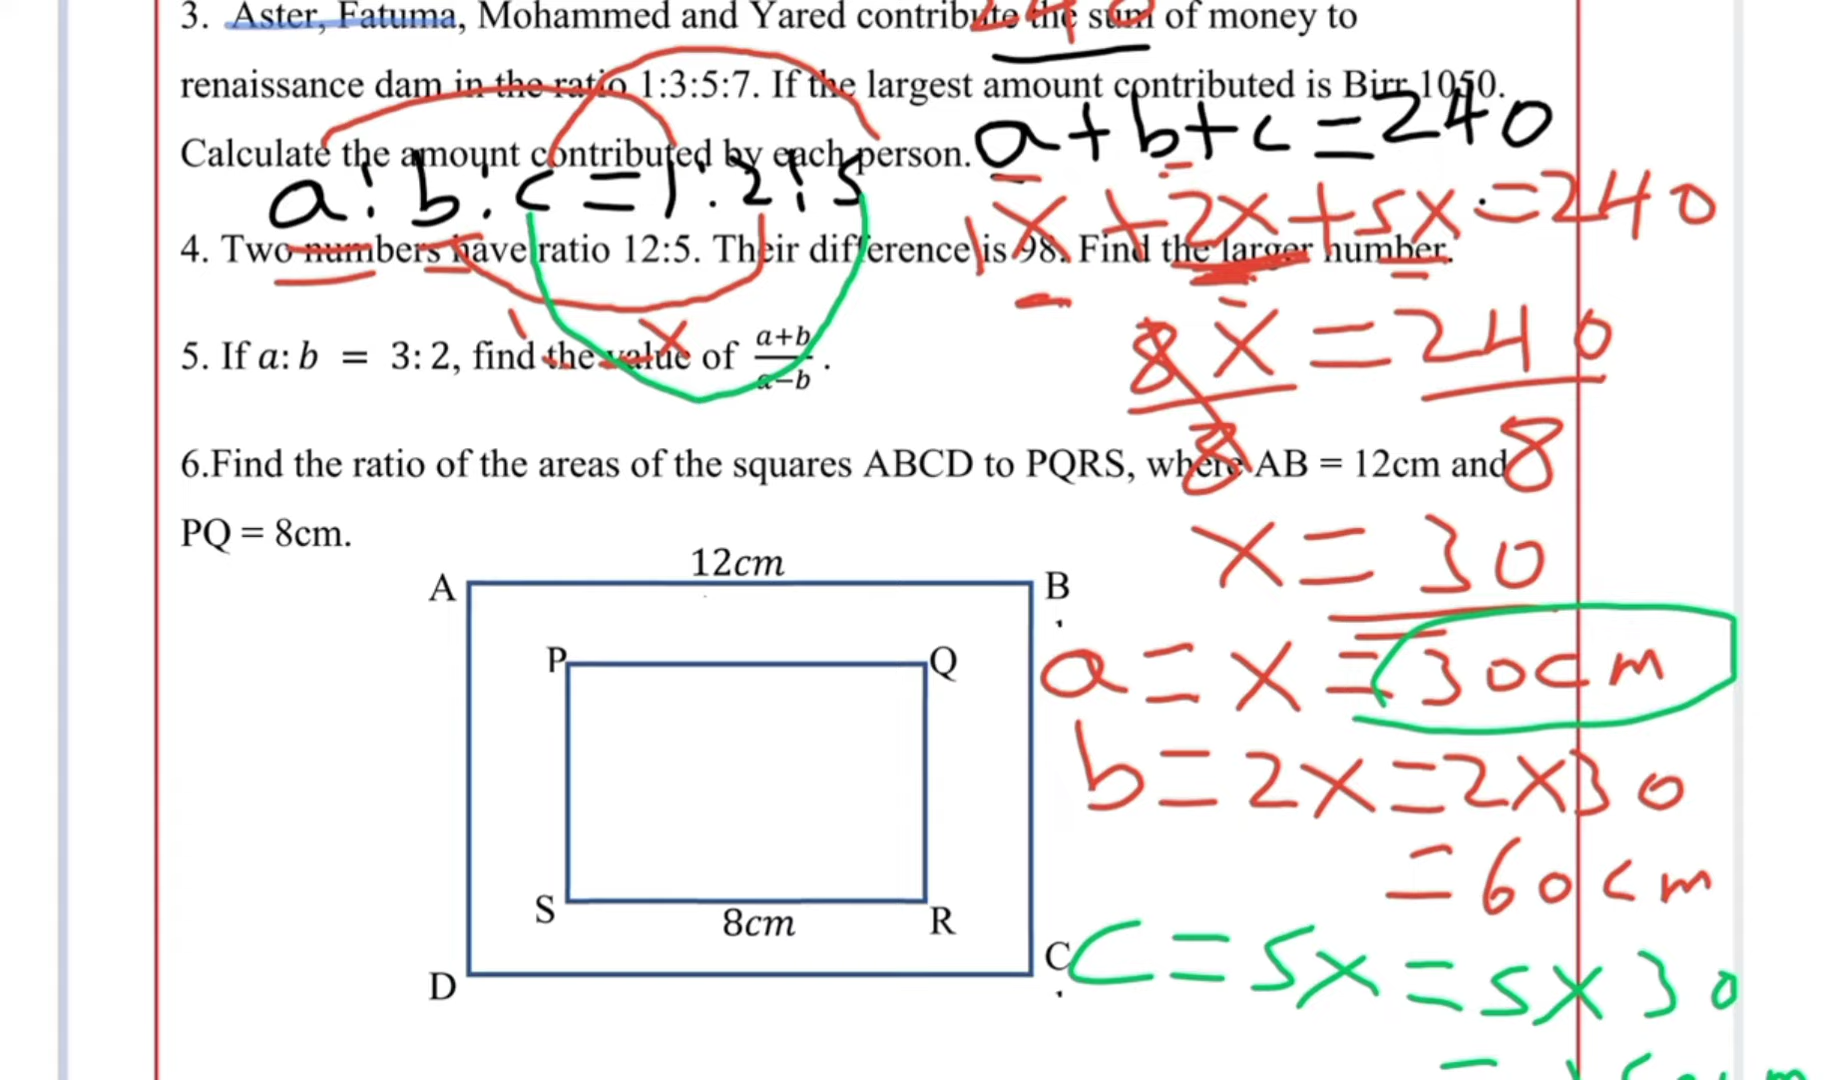 3. Aster, Fatuma, Mohammed and Yared contribute the sum of money to
240
renaissance dam in the ratio 1:3:5:7. If the largest amount contributed is Birr 1050.
Calculate the amount contributed by each person.
a+b+c=240
a:b:c=1:2:5
1x+2x+5x=240
4. Two numbers have ratio 12:5. Their difference is 98. Find the larger number.
8x=240
8 8
5. If a:b = 3:2, find the value of a+b/a−b.
x
6.Find the ratio of the areas of the squares ABCD to PQRS, where AB = 12cm and
PQ = 8cm.
x=30
12cm
A B
P Q
a=x=30cm
b=2x=2x30
=60cm
S R
8cm
D C
c=5x=5x30